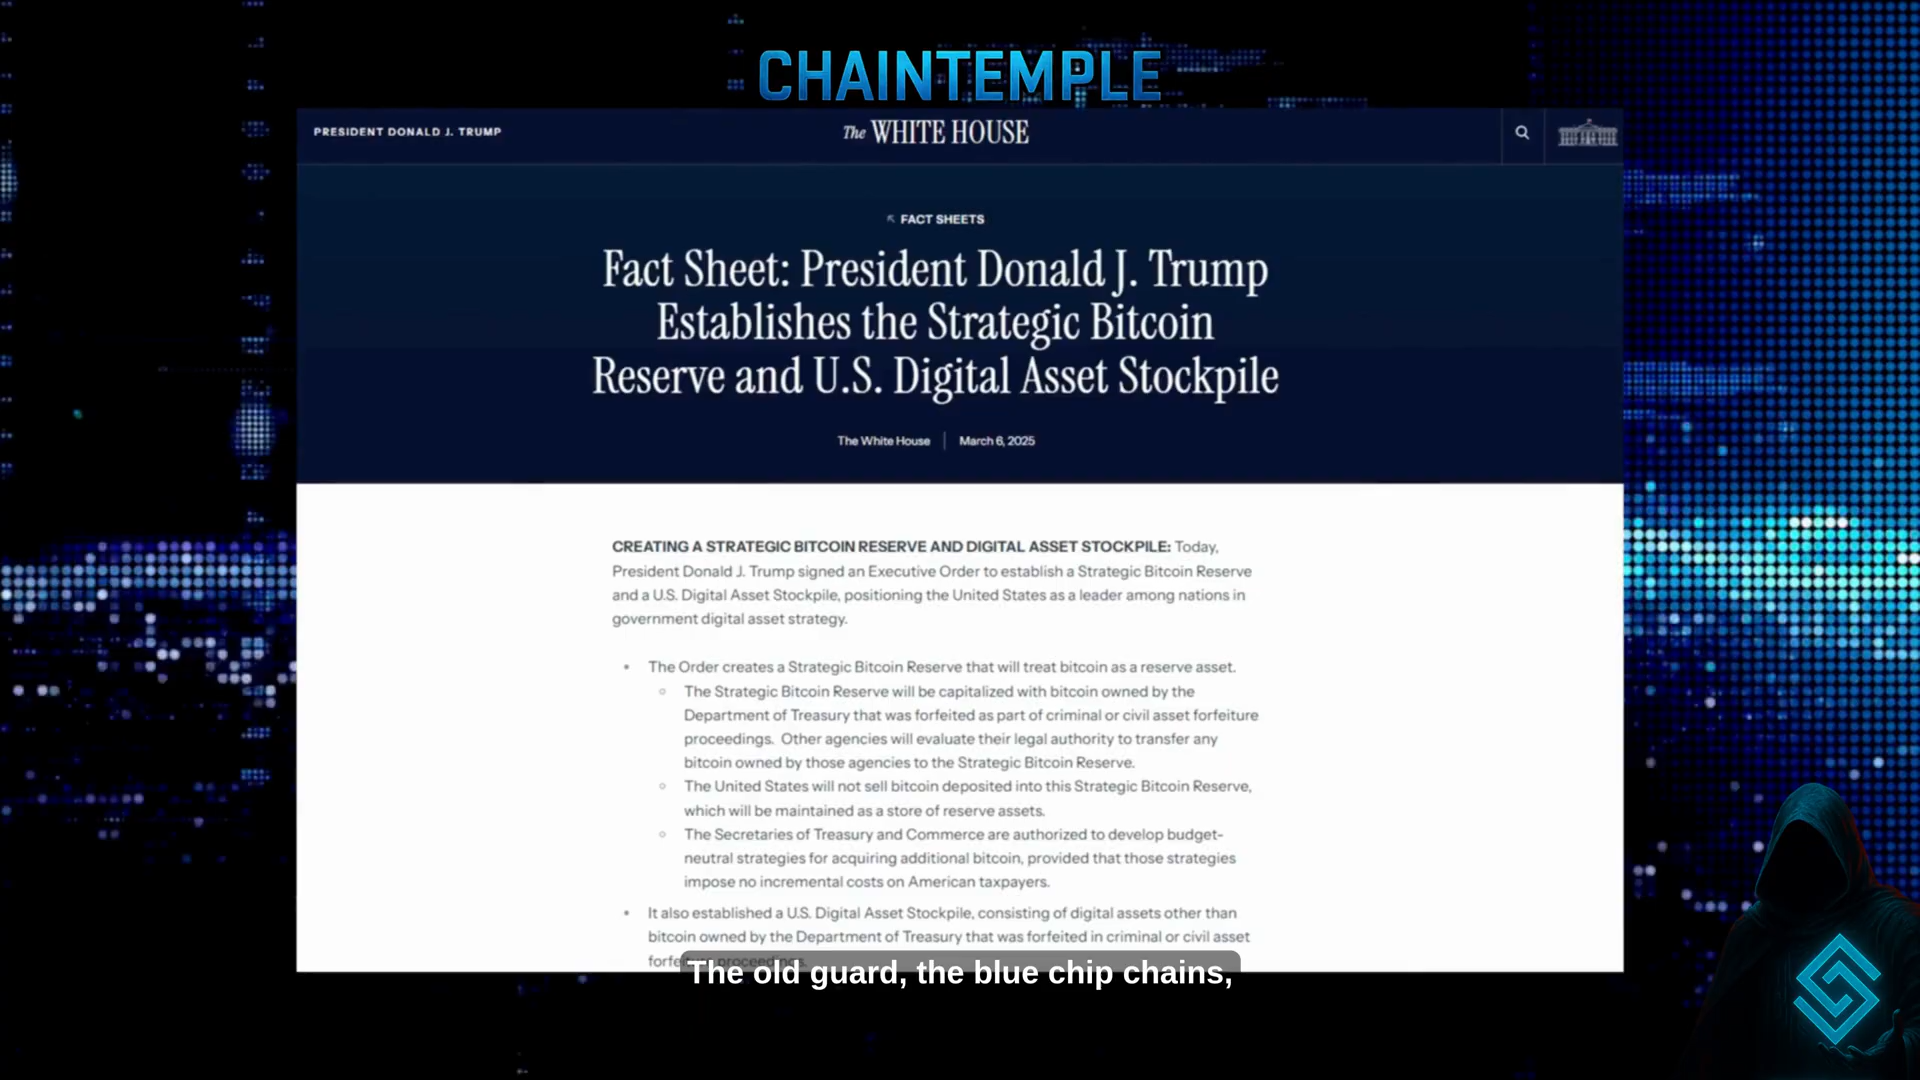 CHAINTEMPLE
PRESIDENT DONALD J. TRUMP
The WHITE HOUSE
FACT SHEETS
Fact Sheet: President Donald J. Trump
Establishes the Strategic Bitcoin
Reserve and U.S. Digital Asset Stockpile
The White House | March 6, 2025
CREATING A STRATEGIC BITCOIN RESERVE AND DIGITAL ASSET STOCKPILE: Today,
President Donald J. Trump signed an Executive Order to establish a Strategic Bitcoin Reserve
and a U.S. Digital Asset Stockpile, positioning the United States as a leader among nations in
government digital asset strategy.
• The Order creates a Strategic Bitcoin Reserve that will treat bitcoin as a reserve asset.
○ The Strategic Bitcoin Reserve will be capitalized with bitcoin owned by the
Department of Treasury that was forfeited as part of criminal or civil asset forfeiture
proceedings. Other agencies will evaluate their legal authority to transfer any
bitcoin owned by those agencies to the Strategic Bitcoin Reserve.
○ The United States will not sell bitcoin deposited into this Strategic Bitcoin Reserve,
which will be maintained as a store of reserve assets.
○ The Secretaries of Treasury and Commerce are authorized to develop budget-
neutral strategies for acquiring additional bitcoin, provided that those strategies
impose no incremental costs on American taxpayers.
• It also established a U.S. Digital Asset Stockpile, consisting of digital assets other than
bitcoin owned by the Department of Treasury that was forfeited in criminal or civil asset
forfeiture proceedings.
The old guard, the blue chip chains,